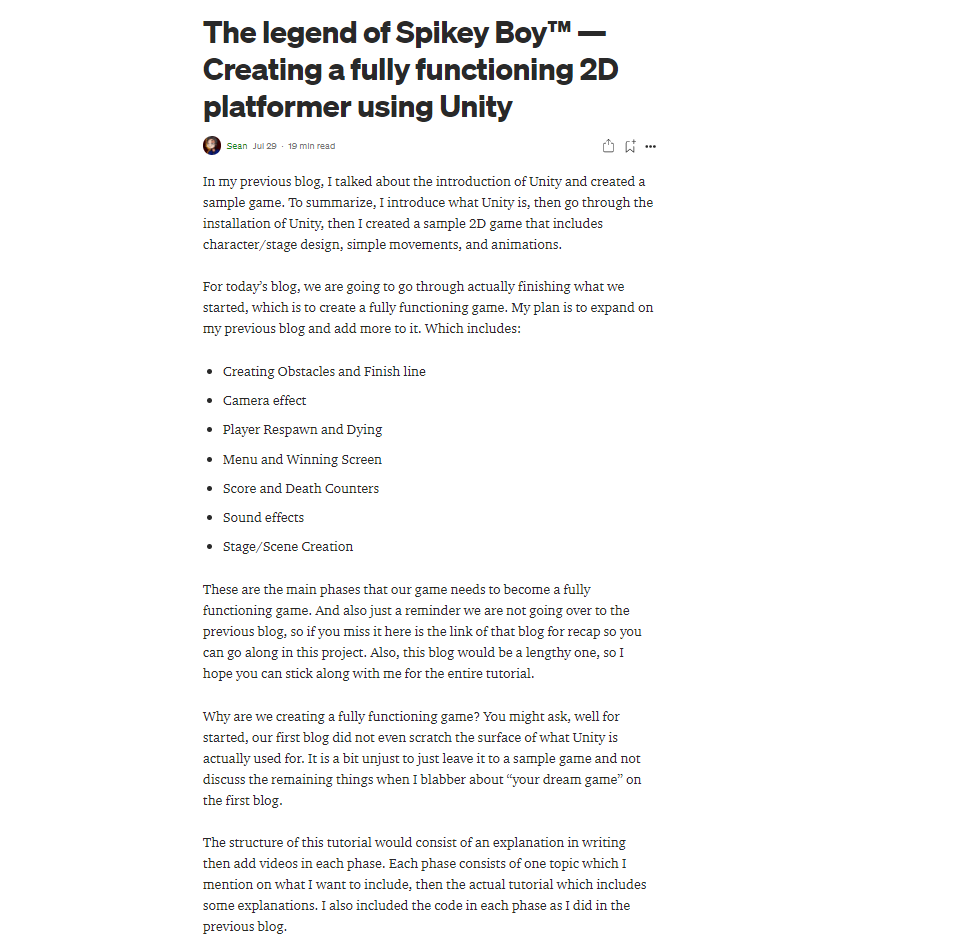 The legend of Spikey Boy™ —
Creating a fully functioning 2D
platformer using Unity
Sean Jul 29 · 19 min read
In my previous blog, I talked about the introduction of Unity and created a
sample game. To summarize, I introduce what Unity is, then go through the
installation of Unity, then I created a sample 2D game that includes
character/stage design, simple movements, and animations.
For today’s blog, we are going to go through actually finishing what we
started, which is to create a fully functioning game. My plan is to expand on
my previous blog and add more to it. Which includes:
• Creating Obstacles and Finish line
• Camera effect
• Player Respawn and Dying
• Menu and Winning Screen
• Score and Death Counters
• Sound effects
• Stage/Scene Creation
These are the main phases that our game needs to become a fully
functioning game. And also just a reminder we are not going over to the
previous blog, so if you miss it here is the link of that blog for recap so you
can go along in this project. Also, this blog would be a lengthy one, so I
hope you can stick along with me for the entire tutorial.
Why are we creating a fully functioning game? You might ask, well for
started, our first blog did not even scratch the surface of what Unity is
actually used for. It is a bit unjust to just leave it to a sample game and not
discuss the remaining things when I blabber about “your dream game” on
the first blog.
The structure of this tutorial would consist of an explanation in writing
then add videos in each phase. Each phase consists of one topic which I
mention on what I want to include, then the actual tutorial which includes
some explanations. I also included the code in each phase as I did in the
previous blog.